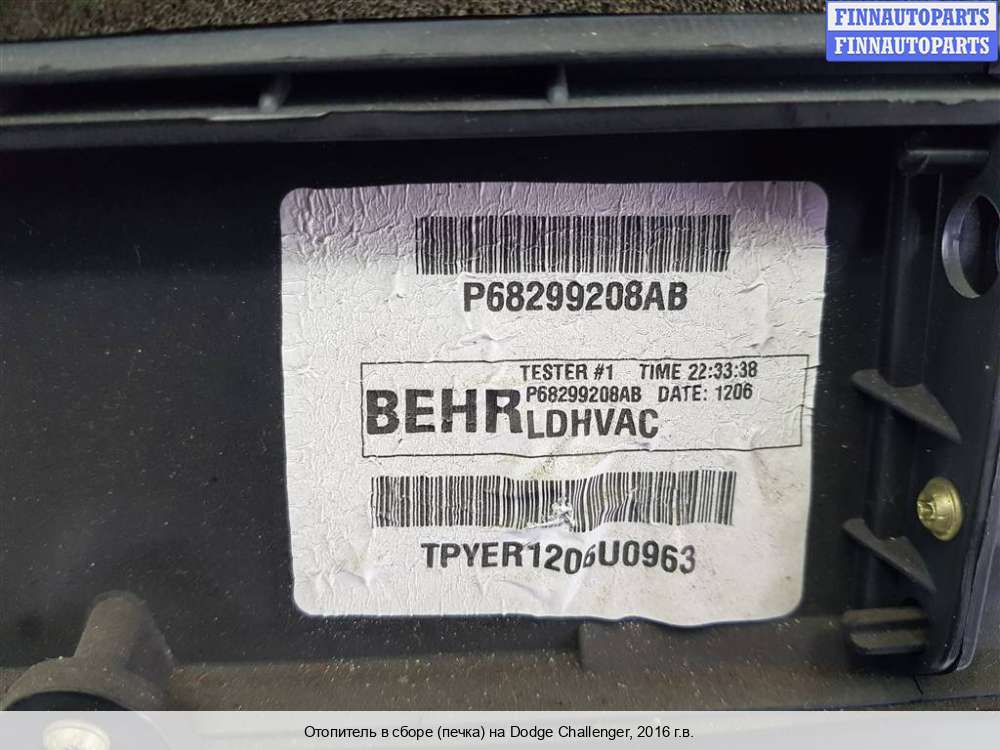 FINNAUTOPARTS
FINNAUTOPARTS
P68299208AB
TESTER #1 TIME 22:33:38
P68299208AB DATE: 1206
BEHR LDHVAC
TPYER1206U0963
Отопитель в сборе (печка) на Dodge Challenger, 2016 г.в.